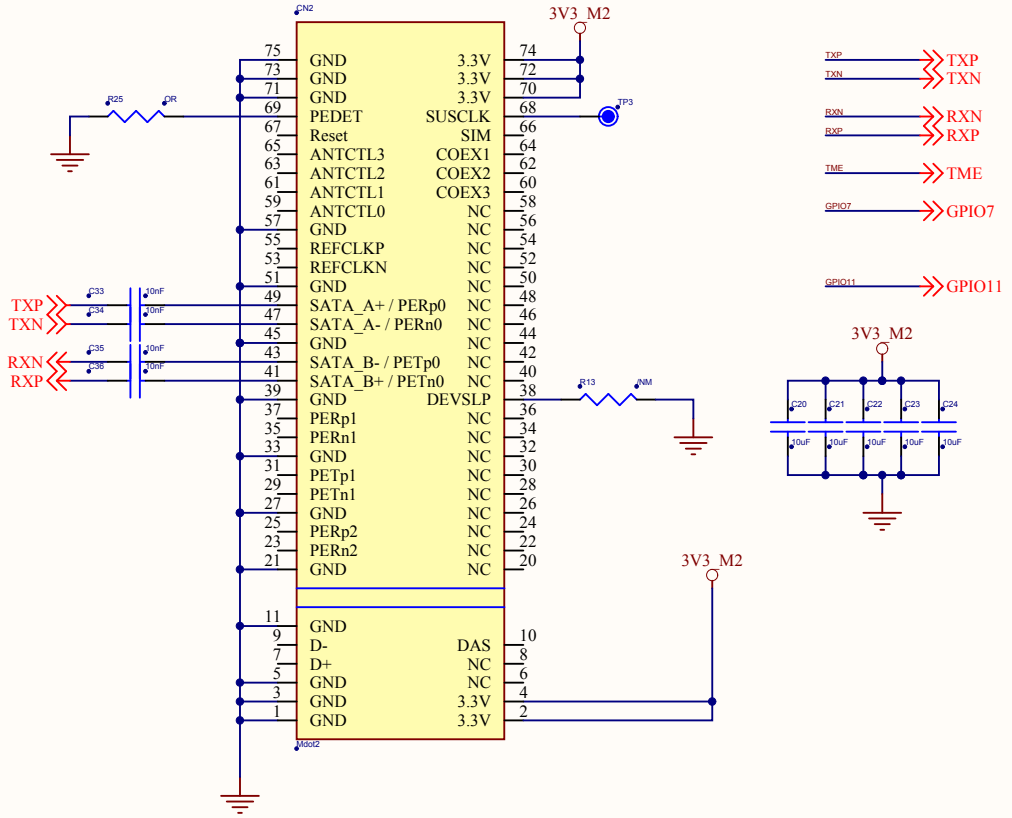 CN2
3V3_M2
75 GND 3.3V 74
73 GND 3.3V 72
71 GND 3.3V 70
R25 OR 69 PEDET SUSCLK 68 TP3
67 Reset SIM 66
65 ANTCTL3 COEX1 64
63 ANTCTL2 COEX2 62
61 ANTCTL1 COEX3 60
59 ANTCTL0 NC 58
57 GND NC 56
55 REFCLKP NC 54
53 REFCLKN NC 52
51 GND NC 50
TXP C33 10nF 49 SATA_A+ / PERp0 NC 48
TXN C34 10nF 47 SATA_A- / PERn0 NC 46
45 GND NC 44
RXN C35 10nF 43 SATA_B- / PETp0 NC 42
RXP C36 10nF 41 SATA_B+ / PETn0 NC 40
39 GND DEVSLP 38 R13 /NM
37 PERp1 NC 36
35 PERn1 NC 34
33 GND NC 32
31 PETp1 NC 30
29 PETn1 NC 28
27 GND NC 26
25 PERp2 NC 24
23 PERn2 NC 22
21 GND NC 20
3V3_M2
11 GND
9 D- DAS 10
7 D+ NC 8
5 GND NC 6
3 GND 3.3V 4
1 GND 3.3V 2
Mdot2
TXP TXP
TXN TXN
RXN RXN
RXP RXP
TME TME
GPIO7 GPIO7
GPIO11 GPIO11
3V3_M2
C20 C21 C22 C23 C24
10uF 10uF 10uF 10uF 10uF